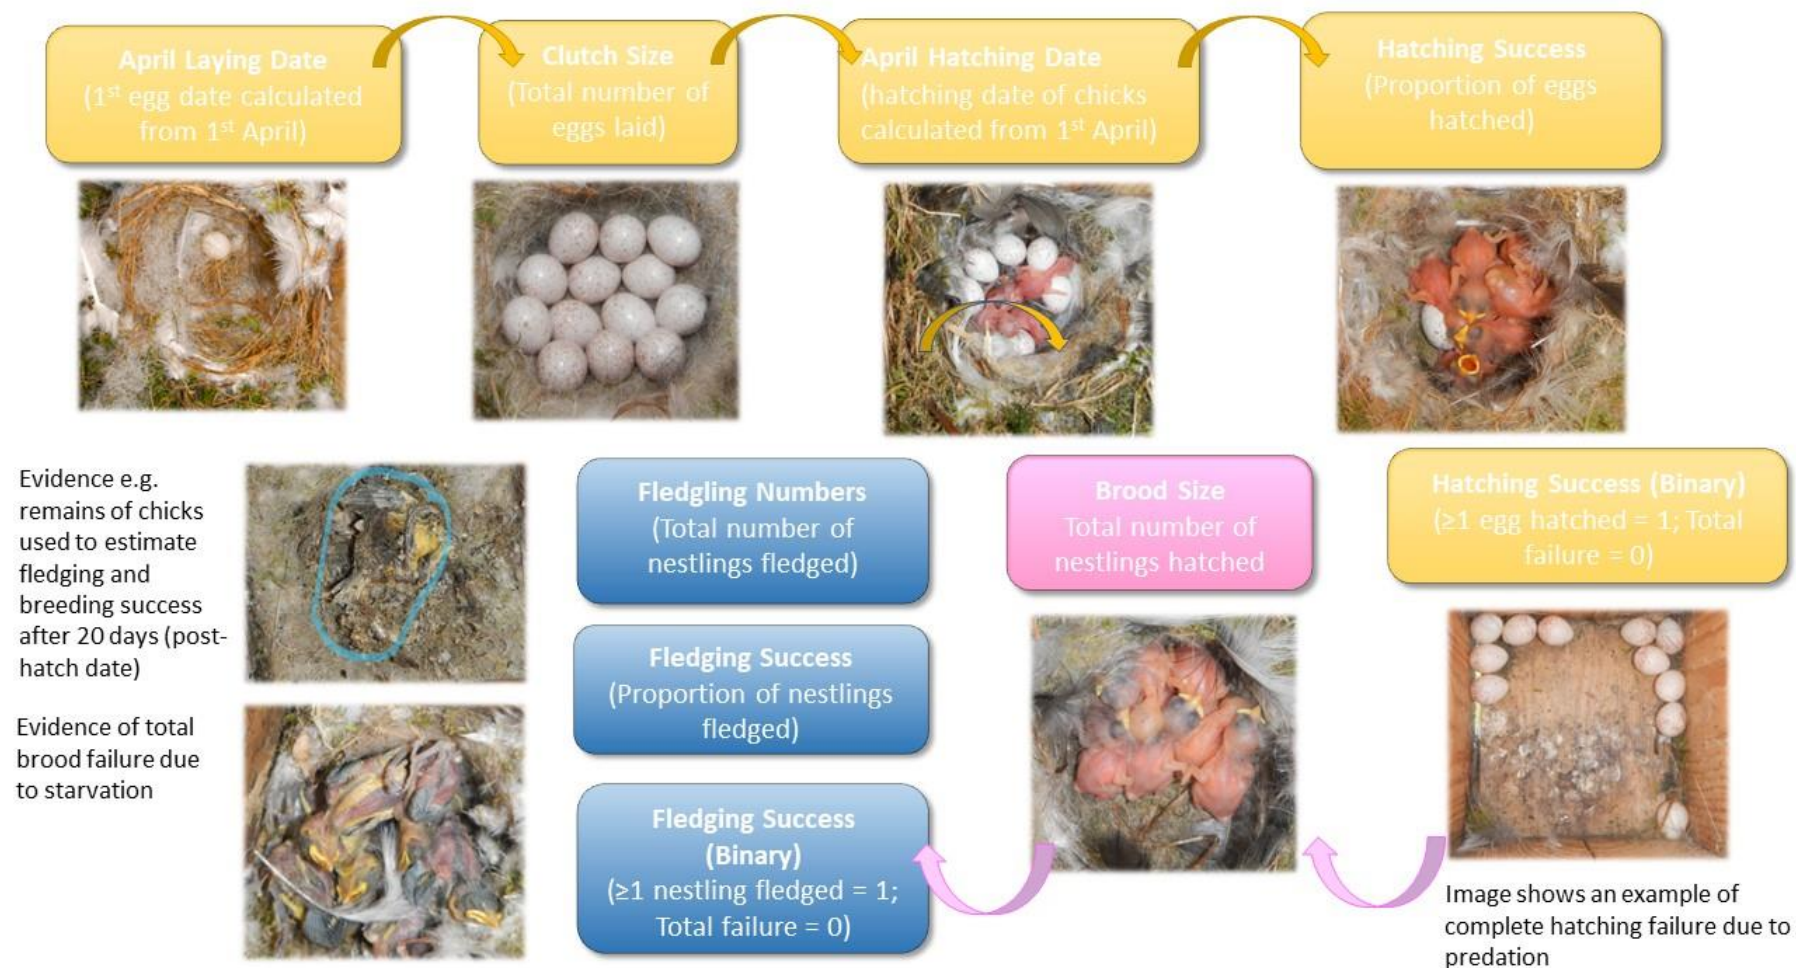 April Laying Date
(1st egg date calculated
from 1st April)
Clutch Size
(Total number of
eggs laid)
April Hatching Date
(hatching date of chicks
calculated from 1st April)
Hatching Success
(Proportion of eggs
hatched)
Evidence e.g.
remains of chicks
used to estimate
fledging and
breeding success
after 20 days (post-
hatch date)
Evidence of total
brood failure due
to starvation
Fledgling Numbers
(Total number of
nestlings fledged)
Fledging Success
(Proportion of nestlings
fledged)
Fledging Success
(Binary)
(≥1 nestling fledged = 1;
Total failure = 0)
Brood Size
Total number of
nestlings hatched
Hatching Success (Binary)
(≥1 egg hatched = 1; Total
failure = 0)
Image shows an example of
complete hatching failure due to
predation